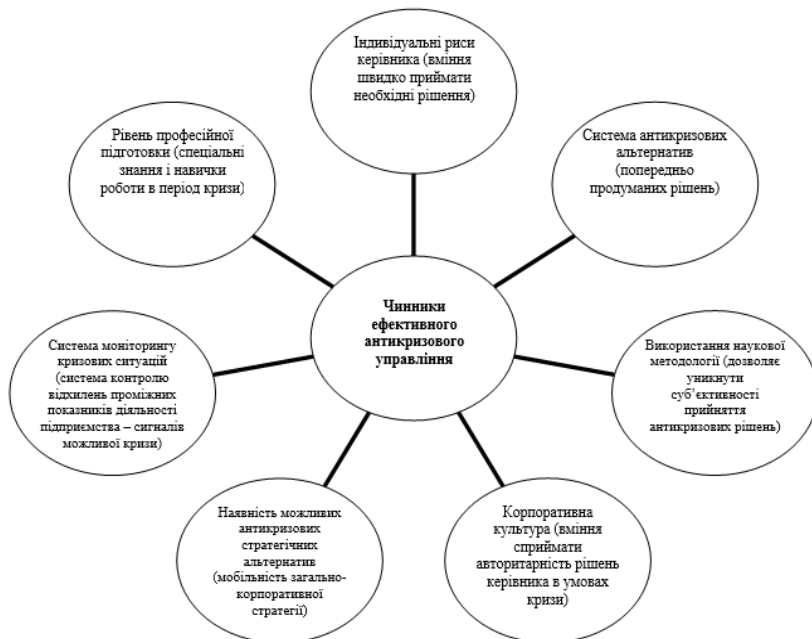 Індивідуальні риси
керівника (вміння
швидко приймати
необхідні рішення)
Рівень професійної
підготовки (спеціальні
знання і навички
роботи в період кризи)
Система антикризових
альтернатив
(попередньо
продуманих рішень)
Чинники
ефективного
антикризового
управління
Система моніторингу
кризових ситуацій
(система контролю
відхилень проміжних
показників діяльності
підприємства – сигналів
можливої кризи)
Використання наукової
методології (дозволяє
уникнути
суб’єктивності
прийняття
антикризових рішень)
Наявність можливих
антикризових
стратегічних
альтернатив
(мобільність загально-
корпоративної
стратегії)
Корпоративна
культура (вміння
сприймати
авторитарність рішень
керівника в умовах
кризи)